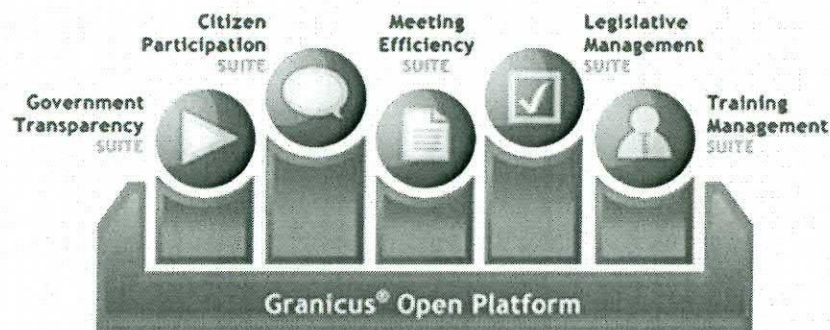 Government
Transparency
SUITE
Citizen
Participation
SUITE
Meeting
Efficiency
SUITE
Legislative
Management
SUITE
Training
Management
SUITE
Granicus® Open Platform